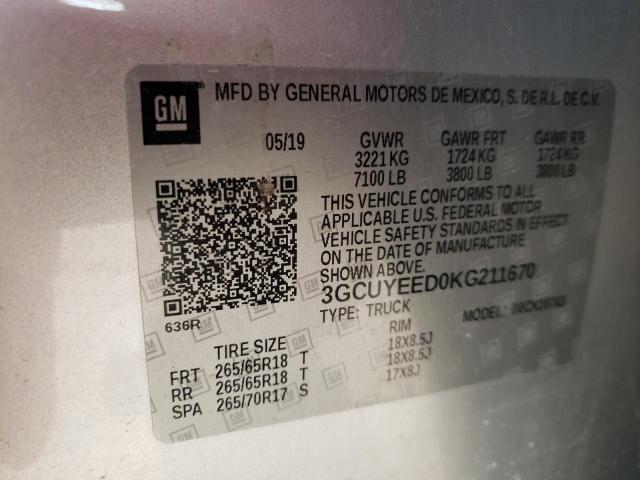 GM
MFD BY GENERAL MOTORS DE MEXICO, S. DE R.L. DE C.V.
05/19 GVWR GAWR FRT GAWR RR
3221 KG 1724 KG 1724 KG
7100 LB 3800 LB 3800 LB
THIS VEHICLE CONFORMS TO ALL
APPLICABLE U.S. FEDERAL MOTOR
VEHICLE SAFETY STANDARDS IN EFFECT
ON THE DATE OF MANUFACTURE
SHOWN ABOVE.
3GCUYEED0KG211670
TYPE: TRUCK MODEL:
636R
TIRE SIZE RIM
FRT 265/65R18 T 18X8.5J
RR 265/65R18 T 18X8.5J
SPA 265/70R17 S 17X8J